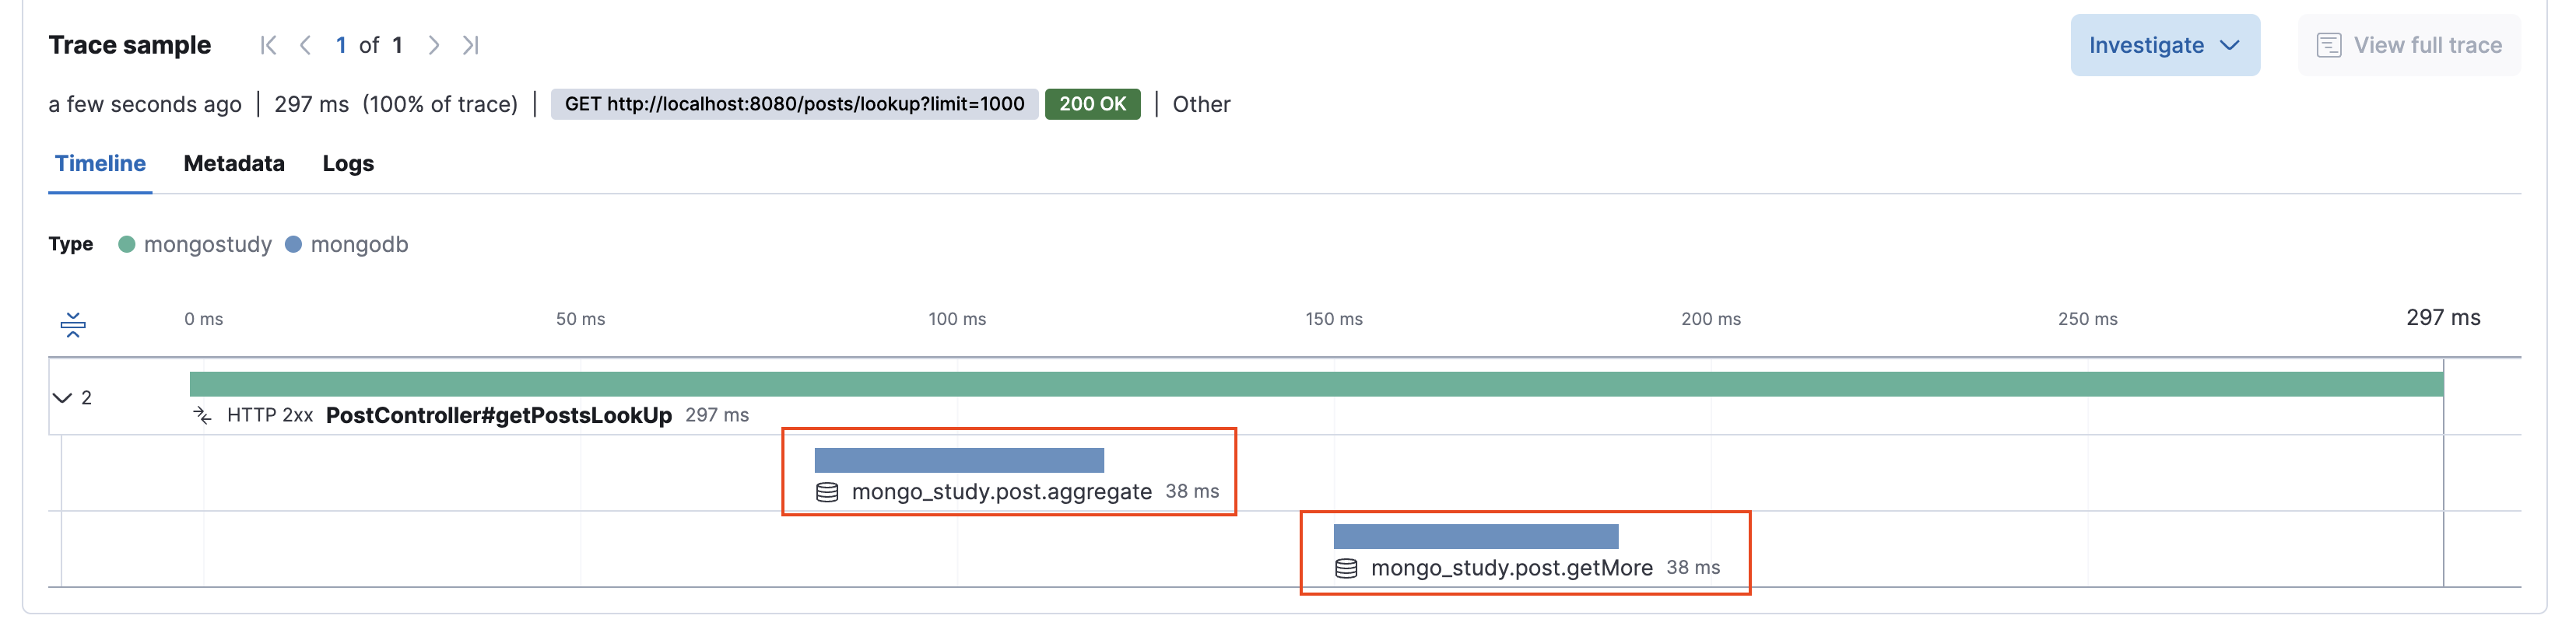 Trace sample 1 of 1 Investigate View full trace
a few seconds ago | 297 ms (100% of trace) | GET http://localhost:8080/posts/lookup?limit=1000 200 OK | Other
Timeline Metadata Logs
Type mongostudy mongodb
0 ms 50 ms 100 ms 150 ms 200 ms 250 ms 297 ms
2
HTTP 2xx PostController#getPostsLookUp 297 ms
mongo_study.post.aggregate 38 ms
mongo_study.post.getMore 38 ms